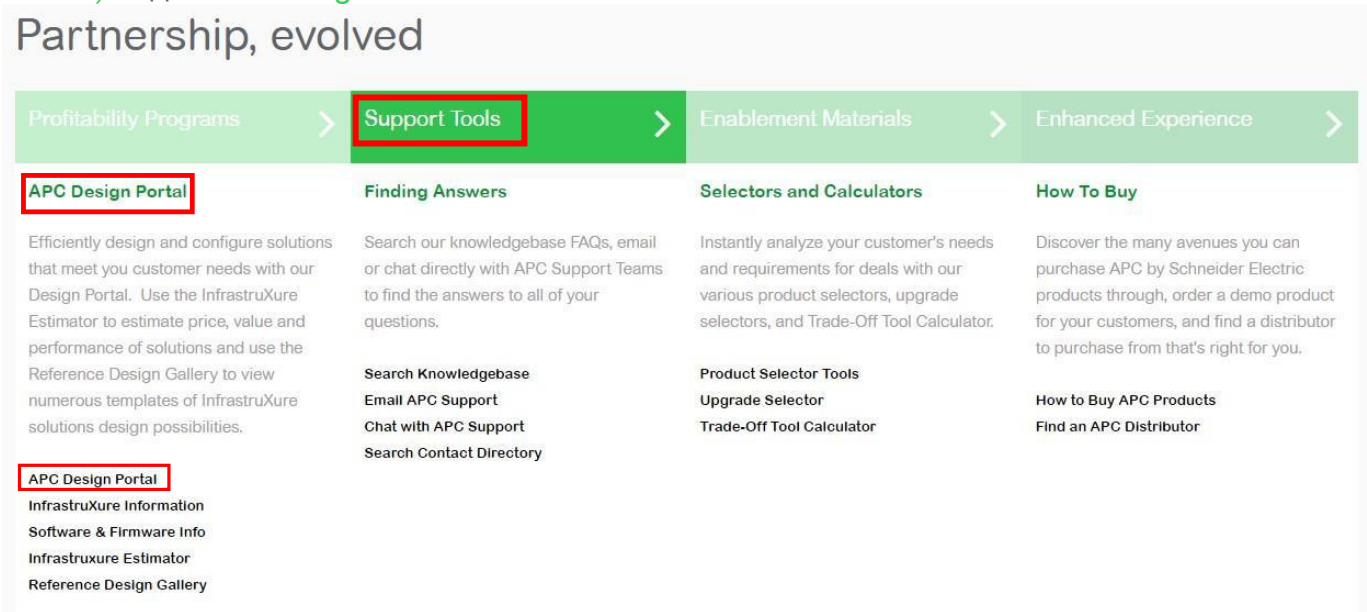 Partnership, evolved
Profitability Programs
Support Tools
Enablement Materials
Enhanced Experience
APC Design Portal
Efficiently design and configure solutions
that meet you customer needs with our
Design Portal. Use the InfrastruXure
Estimator to estimate price, value and
performance of solutions and use the
Reference Design Gallery to view
numerous templates of InfrastruXure
solutions design possibilities.
APC Design Portal
InfrastruXure Information
Software & Firmware Info
Infrastruxure Estimator
Reference Design Gallery
Finding Answers
Search our knowledgebase FAQs, email
or chat directly with APC Support Teams
to find the answers to all of your
questions.
Search Knowledgebase
Email APC Support
Chat with APC Support
Search Contact Directory
Selectors and Calculators
Instantly analyze your customer's needs
and requirements for deals with our
various product selectors, upgrade
selectors, and Trade-Off Tool Calculator.
Product Selector Tools
Upgrade Selector
Trade-Off Tool Calculator
How To Buy
Discover the many avenues you can
purchase APC by Schneider Electric
products through, order a demo product
for your customers, and find a distributor
to purchase from that's right for you.
How to Buy APC Products
Find an APC Distributor